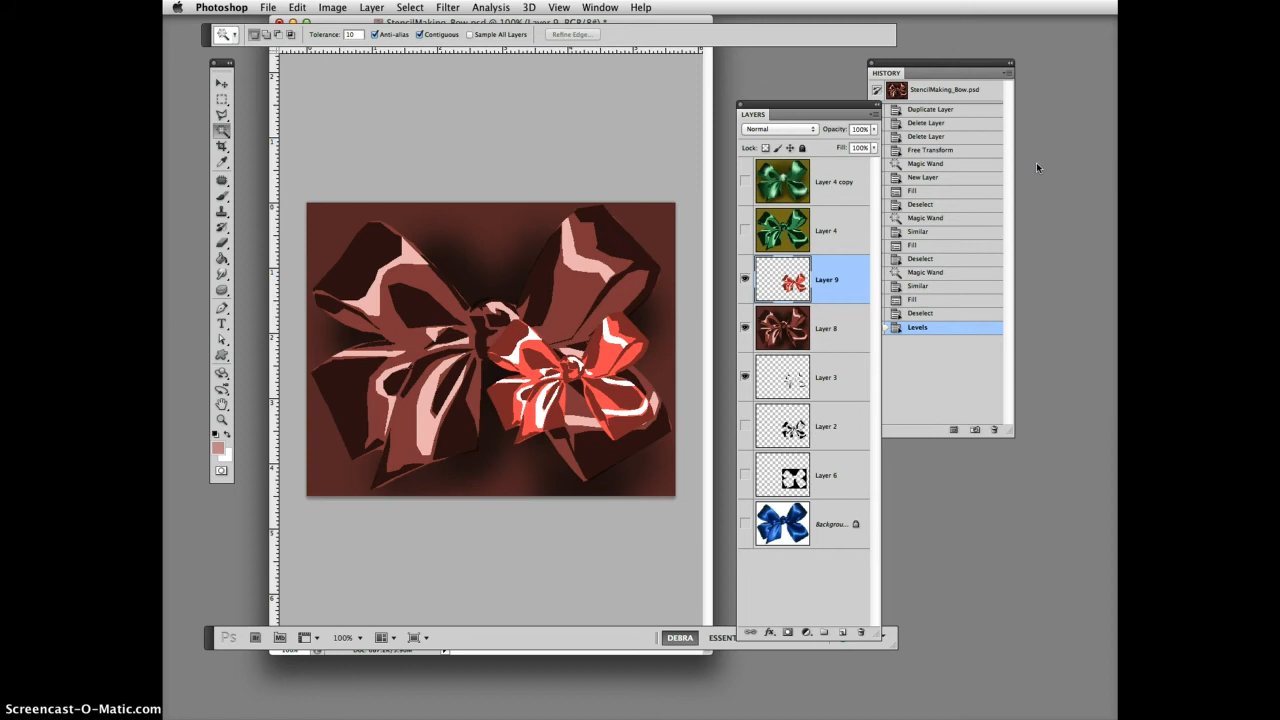 Photoshop File Edit Image Layer Select Filter Analysis 3D View Window Help
StencilMaking_Bow.psd @ 100% (Layer 9, RGB/8#) *
Tolerance: 10 Anti-alias Contiguous Sample All Layers Refine Edge...
HISTORY
StencilMaking_Bow.psd
Duplicate Layer
Delete Layer
Delete Layer
Free Transform
Magic Wand
New Layer
Fill
Deselect
Magic Wand
Similar
Fill
Deselect
Magic Wand
Similar
Fill
Deselect
Levels
LAYERS
Normal Opacity: 100%
Lock: Fill: 100%
Layer 4 copy
Layer 4
Layer 9
Layer 8
Layer 3
Layer 2
Layer 6
Backgrou...
Ps Br Mb 100% DEBRA ESSENT
100%
Screencast-O-Matic.com